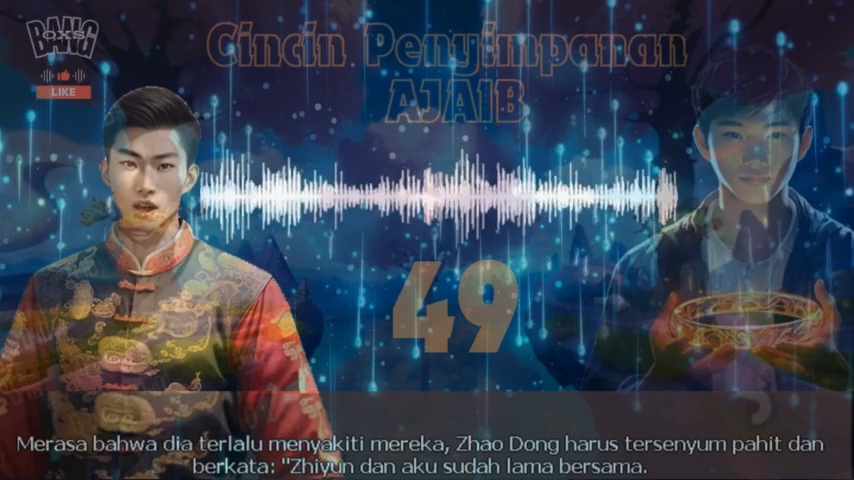 BANG
OXS
LIKE
Cincin Penyimpanan
AJAIB
49
Merasa bahwa dia terlalu menyakiti mereka, Zhao Dong harus tersenyum pahit dan
berkata: "Zhiyun dan aku sudah lama bersama.